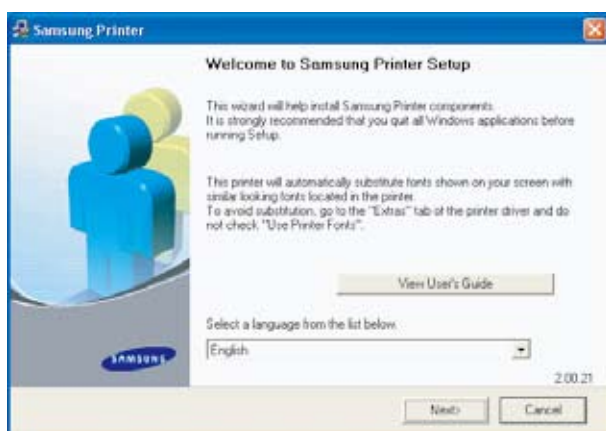 Samsung Printer
Welcome to Samsung Printer Setup
This wizard will help install Samsung Printer components.
It is strongly recommended that you quit all Windows applications before
running Setup.
This printer will automatically substitute fonts shown on your screen with
similar looking fonts located in the printer.
To avoid substitution, go to the "Extras" tab of the printer driver and do
not check "Use Printer Fonts".
View User's Guide
Select a language from the list below.
English
SAMSUNG
2.00.21
Next>
Cancel